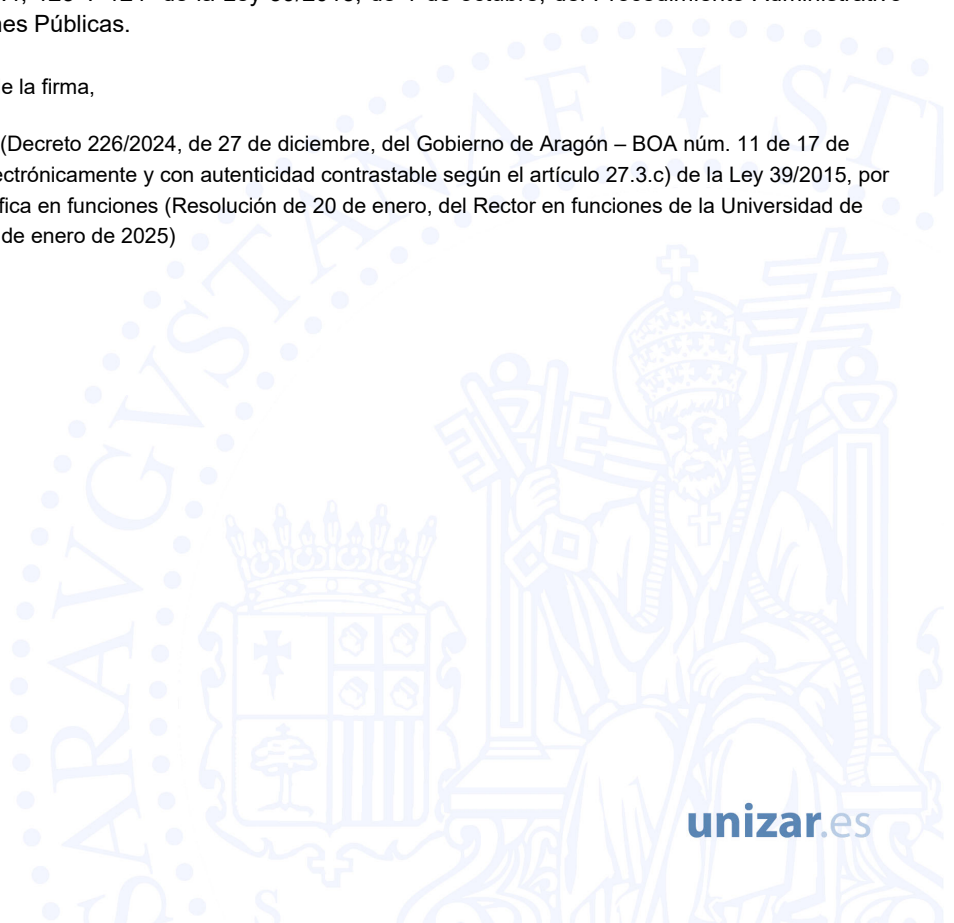 nes Públicas.
e la firma,
(Decreto 226/2024, de 27 de diciembre, del Gobierno de Aragón – BOA núm. 11 de 17 de
ectrónicamente y con autenticidad contrastable según el artículo 27.3.c) de la Ley 39/2015, por
fica en funciones (Resolución de 20 de enero, del Rector en funciones de la Universidad de
de enero de 2025)
SARAVGVSTANAE ST
S
unizar.es